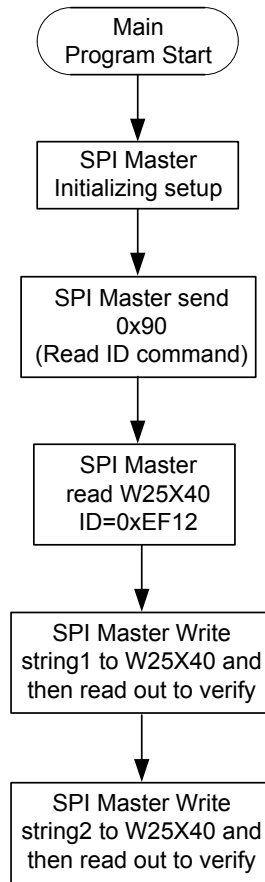 Main
Program Start
SPI Master
Initializing setup
SPI Master send
0x90
(Read ID command)
SPI Master
read W25X40
ID=0xEF12
SPI Master Write
string1 to W25X40 and
then read out to verify
SPI Master Write
string2 to W25X40 and
then read out to verify